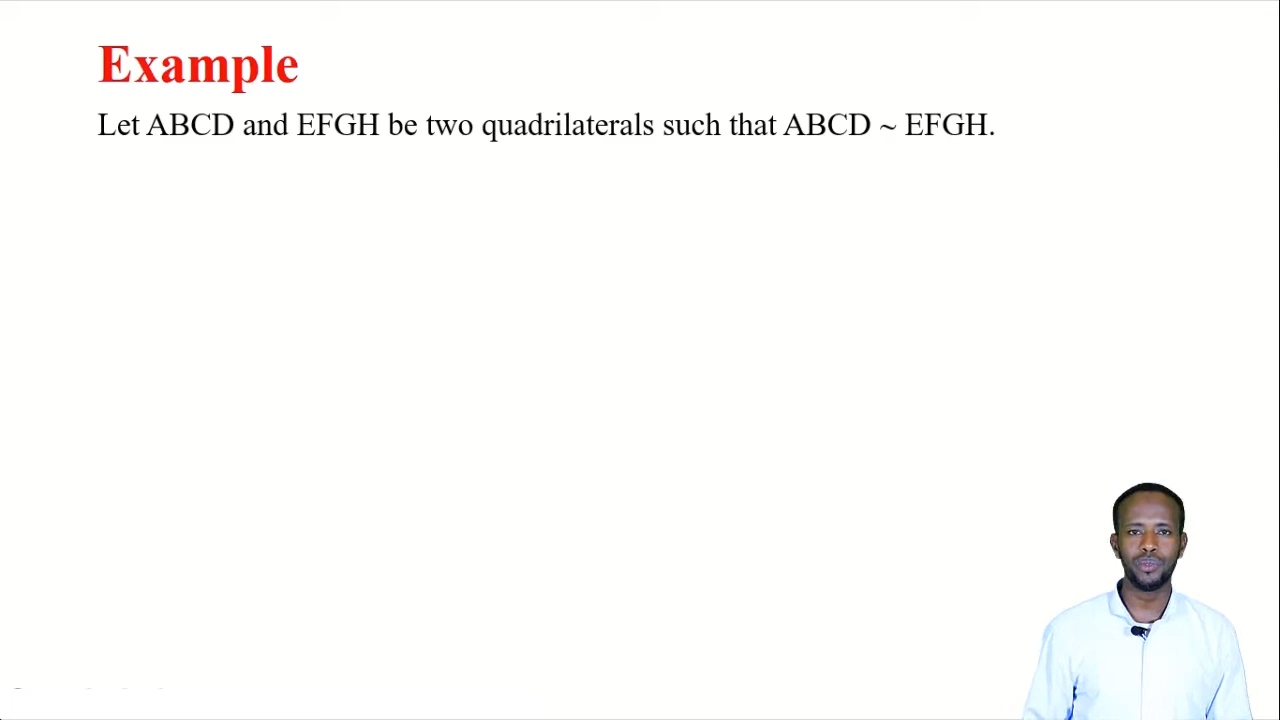 Example
Let ABCD and EFGH be two quadrilaterals such that ABCD ~ EFGH.